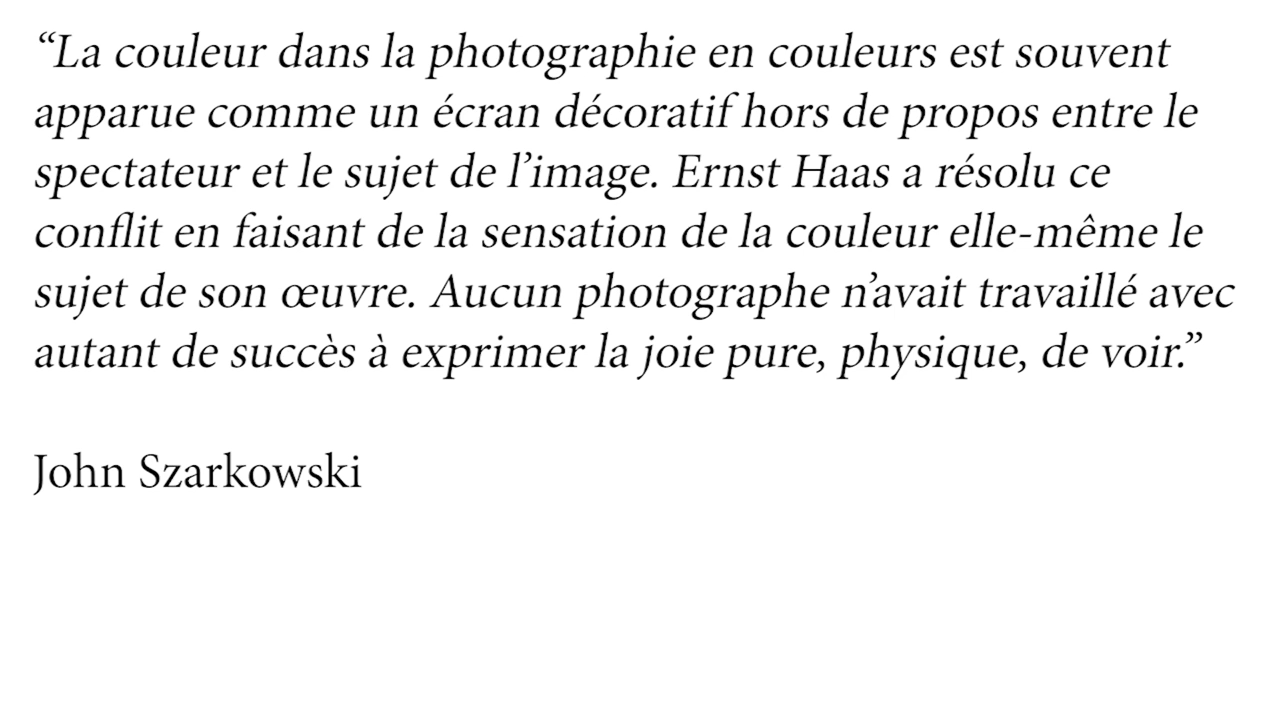 “La couleur dans la photographie en couleurs est souvent
apparue comme un écran décoratif hors de propos entre le
spectateur et le sujet de l’image. Ernst Haas a résolu ce
conflit en faisant de la sensation de la couleur elle-même le
sujet de son œuvre. Aucun photographe n’avait travaillé avec
autant de succès à exprimer la joie pure, physique, de voir.”
John Szarkowski